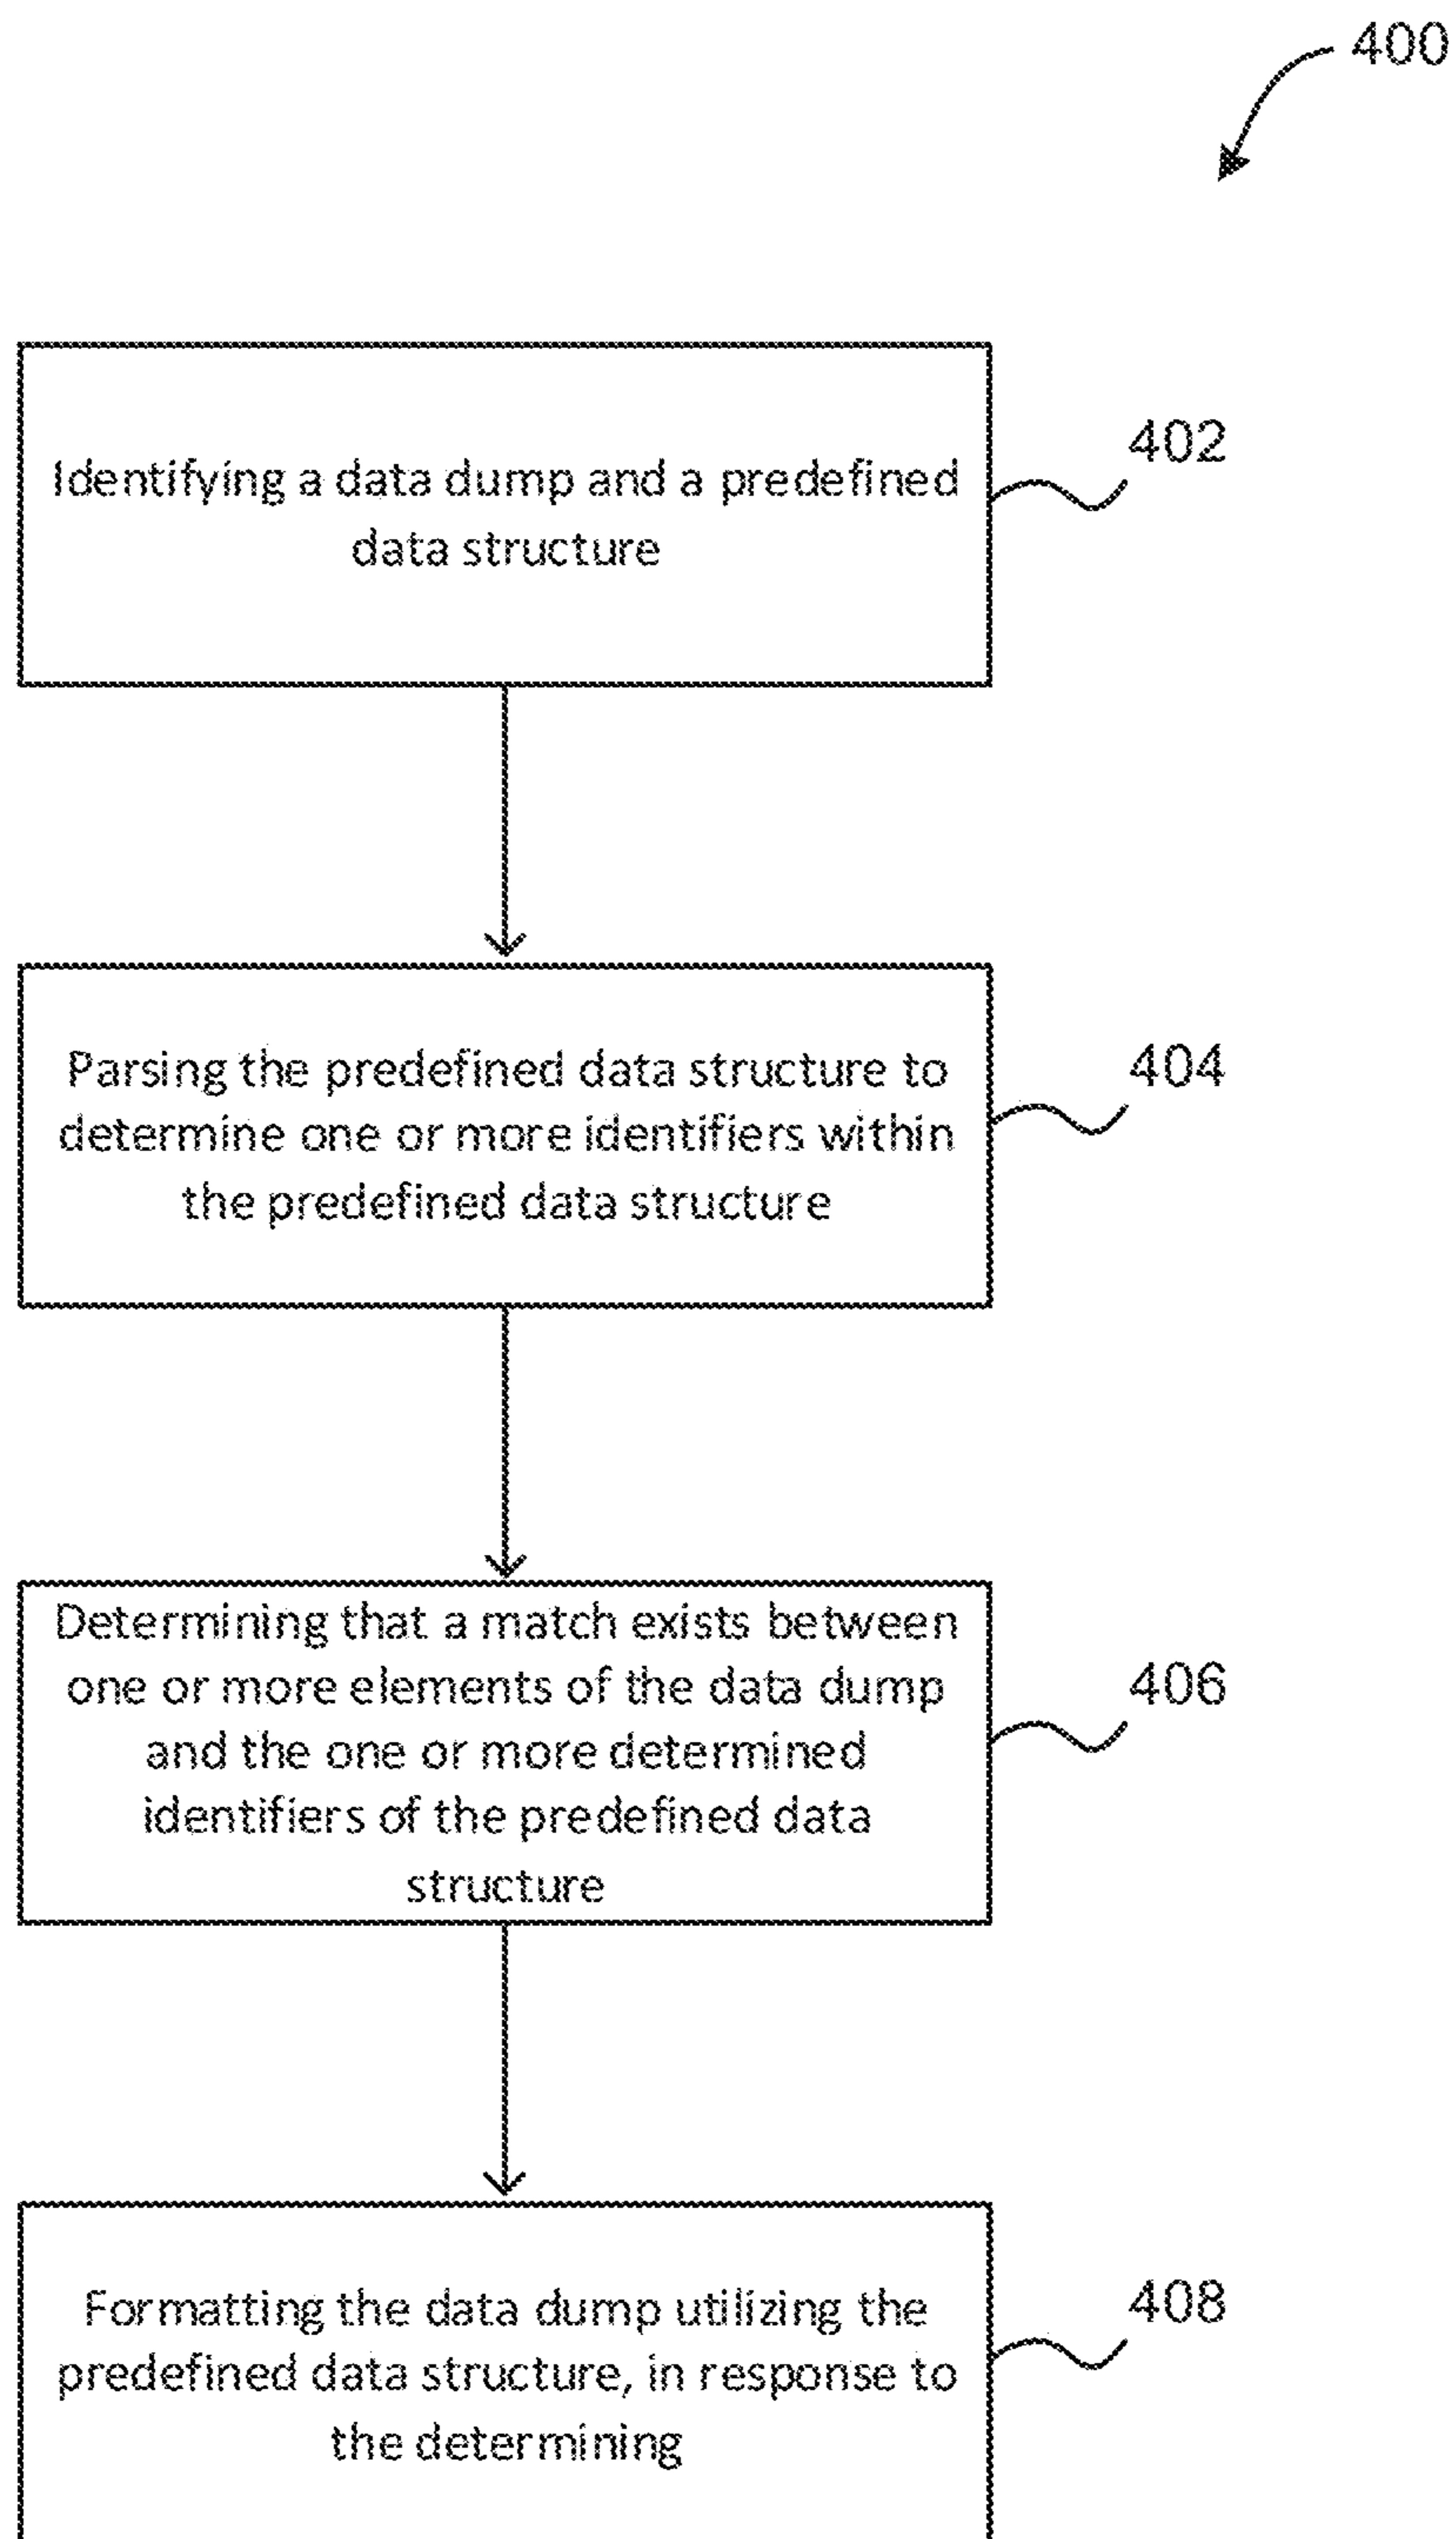 400
Identifying a data dump and a predefined
data structure
402
Parsing the predefined data structure to
determine one or more identifiers within
the predefined data structure
404
Determining that a match exists between
one or more elements of the data dump
and the one or more determined
identifiers of the predefined data
structure
406
Formatting the data dump utilizing the
predefined data structure, in response to
the determining
408